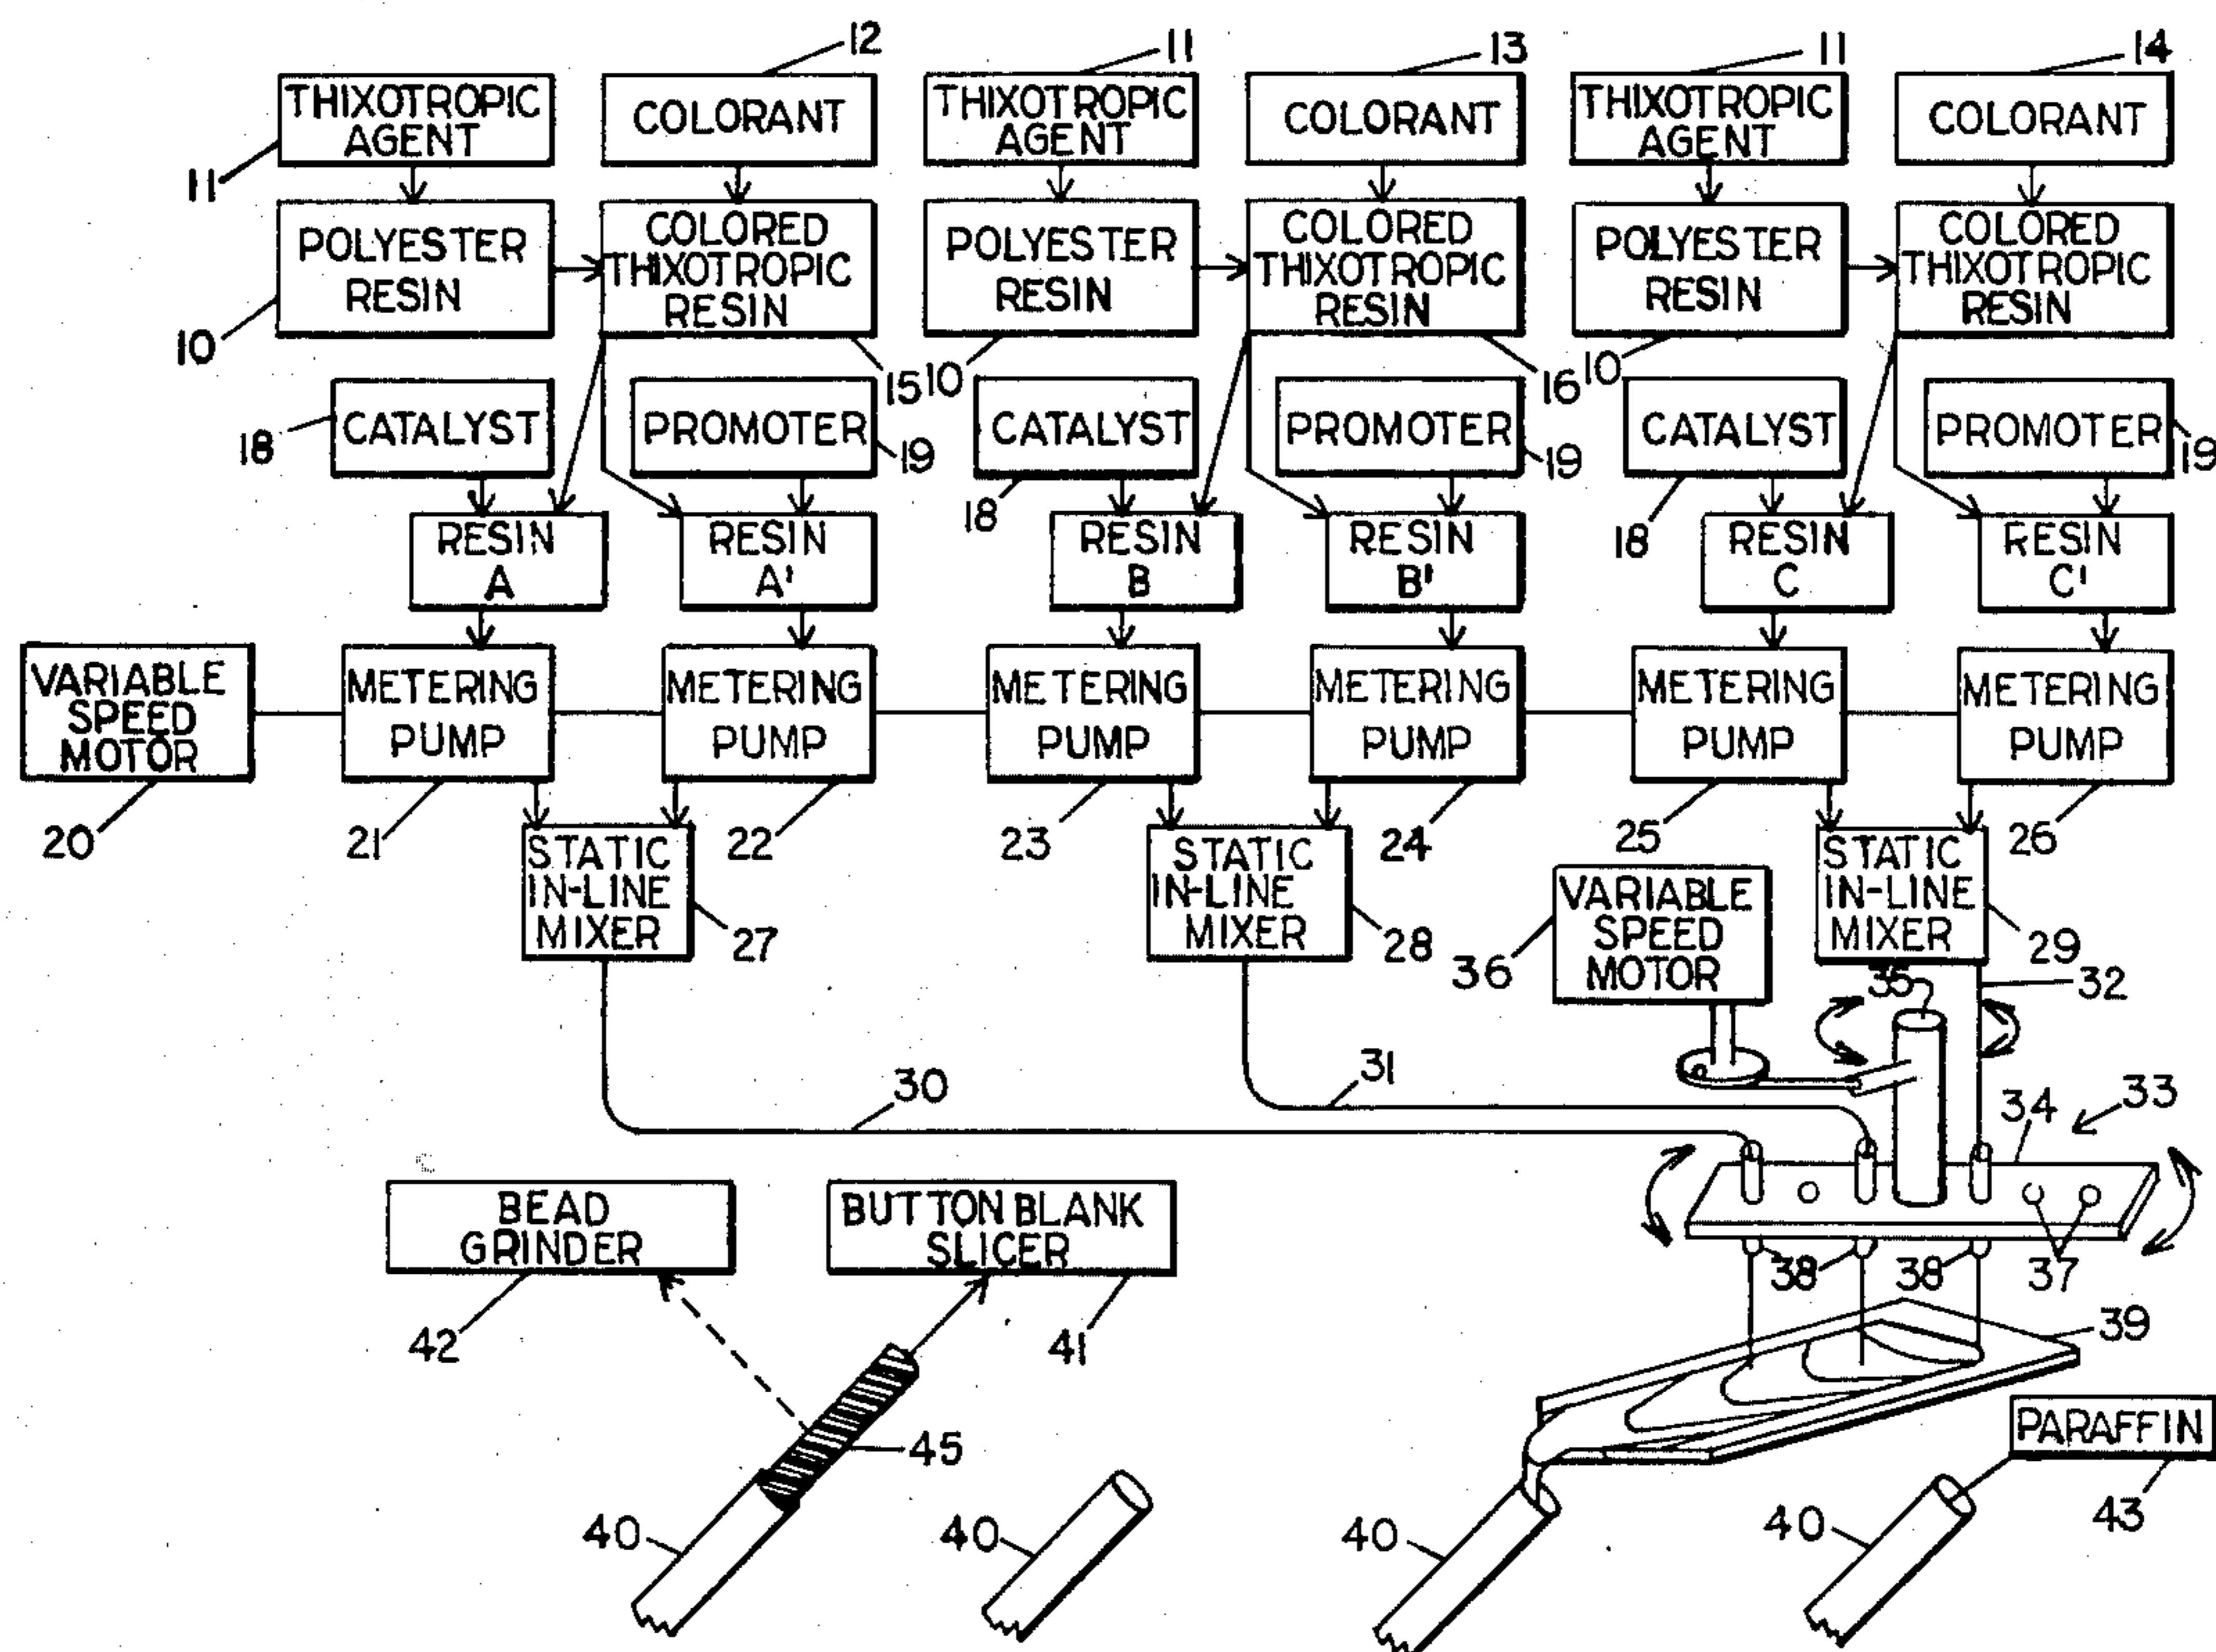 12
11
13
11
14
THIXOTROPIC
AGENT
COLORANT
THIXOTROPIC
AGENT
COLORANT
THIXOTROPIC
AGENT
COLORANT
11
POLYESTER
RESIN
COLORED
THIXOTROPIC
RESIN
POLYESTER
RESIN
COLORED
THIXOTROPIC
RESIN
POLYESTER
RESIN
COLORED
THIXOTROPIC
RESIN
10
15
10
16
10
CATALYST
PROMOTER
CATALYST
PROMOTER
CATALYST
PROMOTER
18
19
18
19
18
19
RESIN
A
RESIN
A'
RESIN
B
RESIN
B'
RESIN
C
RESIN
C'
VARIABLE
SPEED
MOTOR
METERING
PUMP
METERING
PUMP
METERING
PUMP
METERING
PUMP
METERING
PUMP
METERING
PUMP
20
21
22
23
24
25
26
STATIC
IN-LINE
MIXER
27
STATIC
IN-LINE
MIXER
28
VARIABLE
SPEED
MOTOR
36
STATIC
IN-LINE
MIXER
29
35
32
30
31
34
33
BEAD
GRINDER
BUTTON BLANK
SLICER
38
38
37
42
41
39
45
PARAFFIN
40
40
40
40
43